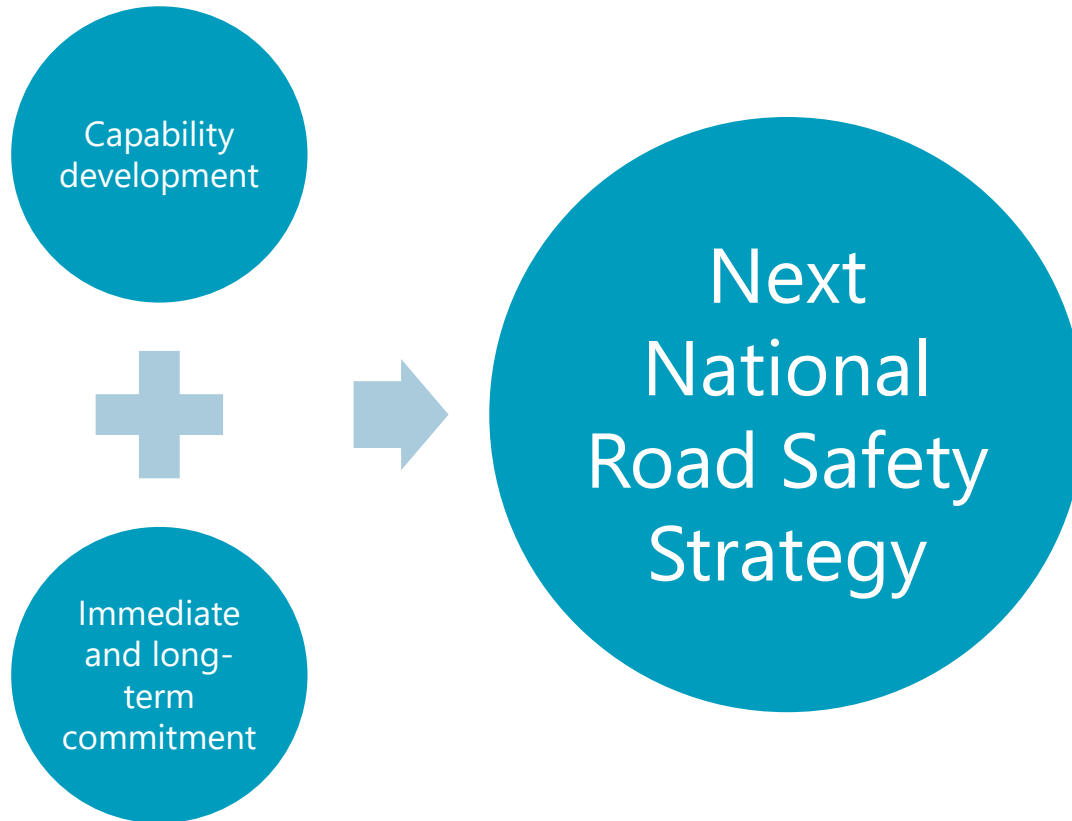 Capability
development
Immediate
and long-
term
commitment
Next
National
Road Safety
Strategy